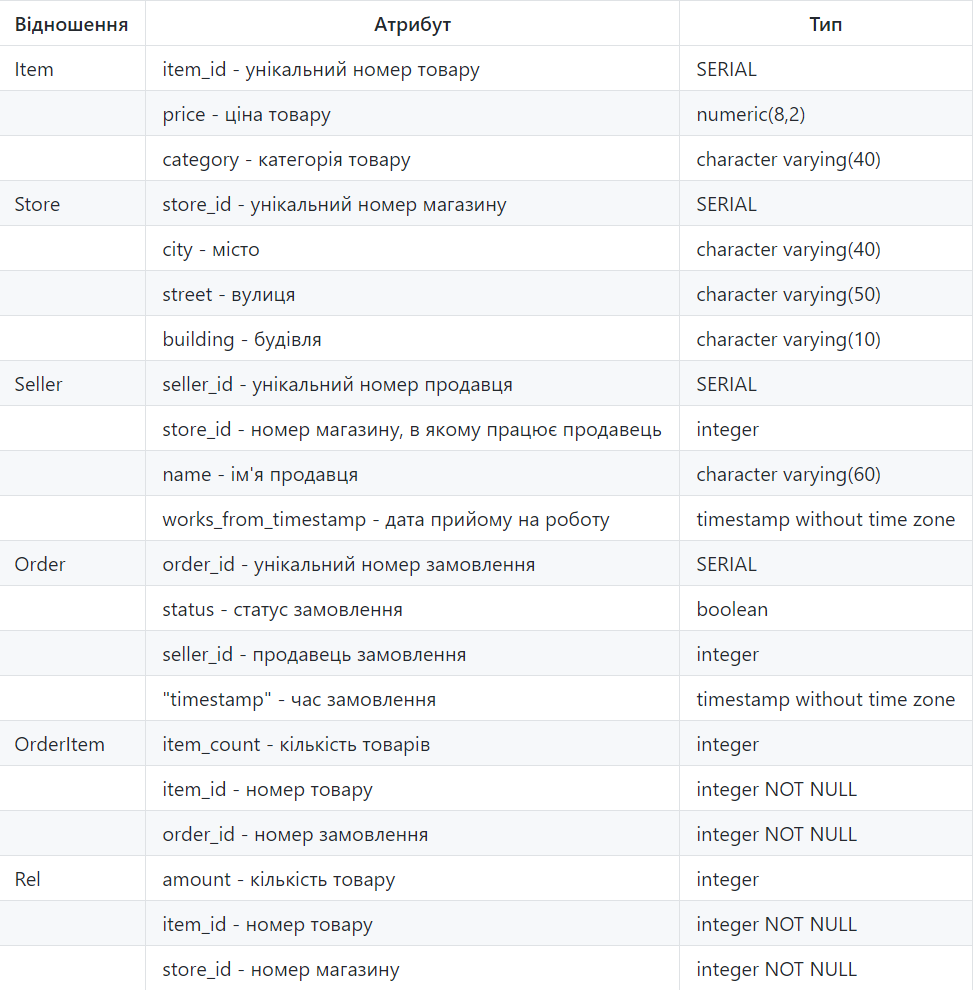 Відношення Атрибут Тип
Item item_id - унікальний номер товару SERIAL
price - ціна товару numeric(8,2)
category - категорія товару character varying(40)
Store store_id - унікальний номер магазину SERIAL
city - місто character varying(40)
street - вулиця character varying(50)
building - будівля character varying(10)
Seller seller_id - унікальний номер продавця SERIAL
store_id - номер магазину, в якому працює продавець integer
name - ім'я продавця character varying(60)
works_from_timestamp - дата прийому на роботу timestamp without time zone
Order order_id - унікальний номер замовлення SERIAL
status - статус замовлення boolean
seller_id - продавець замовлення integer
"timestamp" - час замовлення timestamp without time zone
OrderItem item_count - кількість товарів integer
item_id - номер товару integer NOT NULL
order_id - номер замовлення integer NOT NULL
Rel amount - кількість товару integer
item_id - номер товару integer NOT NULL
store_id - номер магазину integer NOT NULL